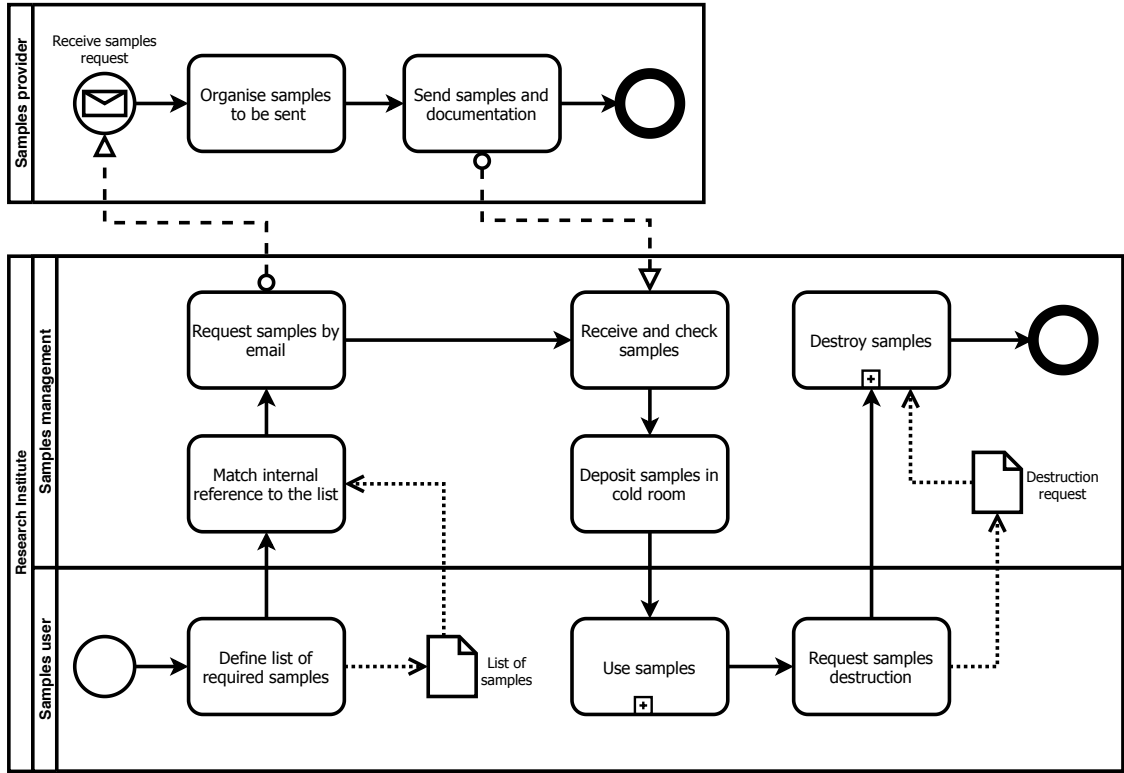 Samples provider
Receive samples
request
Organise samples
to be sent
Send samples and
documentation
Research Institute
Samples management
Request samples by
email
Receive and check
samples
Destroy samples
Match internal
reference to the list
Deposit samples in
cold room
Destruction
request
Samples user
Define list of
required samples
List of
samples
Use samples
Request samples
destruction